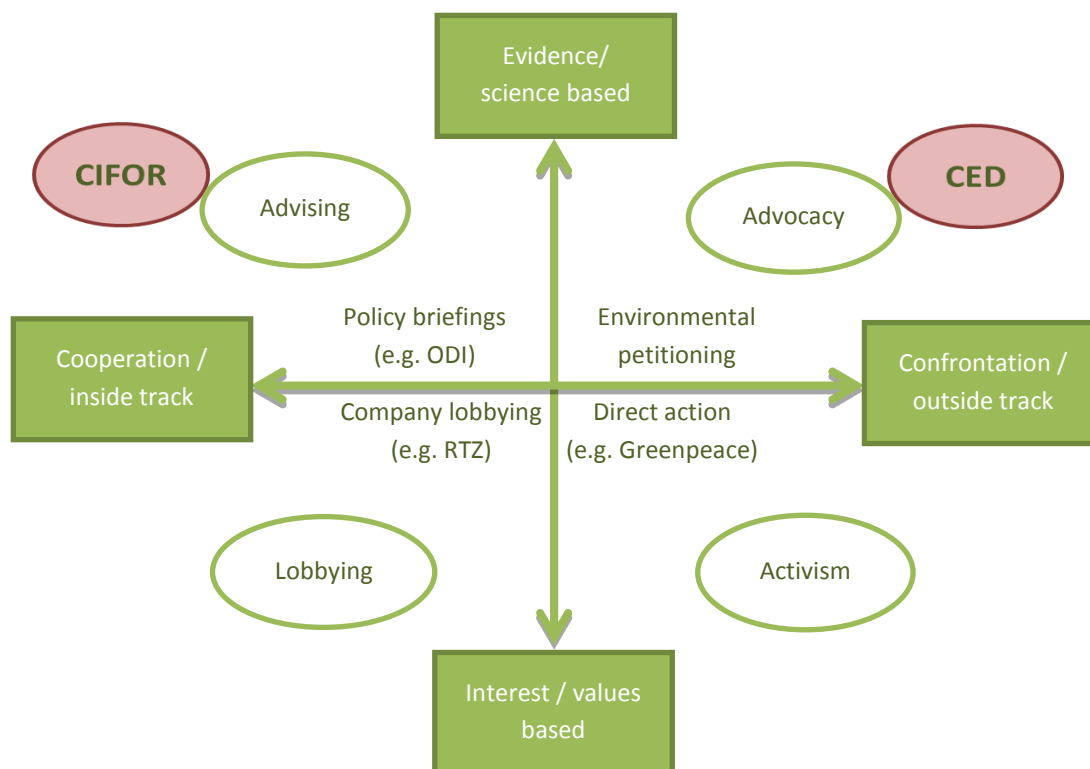 Evidence/
science based
CIFOR
CED
Advising
Advocacy
Policy briefings
(e.g. ODI)
Environmental
petitioning
Cooperation /
inside track
Confrontation /
outside track
Company lobbying
(e.g. RTZ)
Direct action
(e.g. Greenpeace)
Lobbying
Activism
Interest / values
based